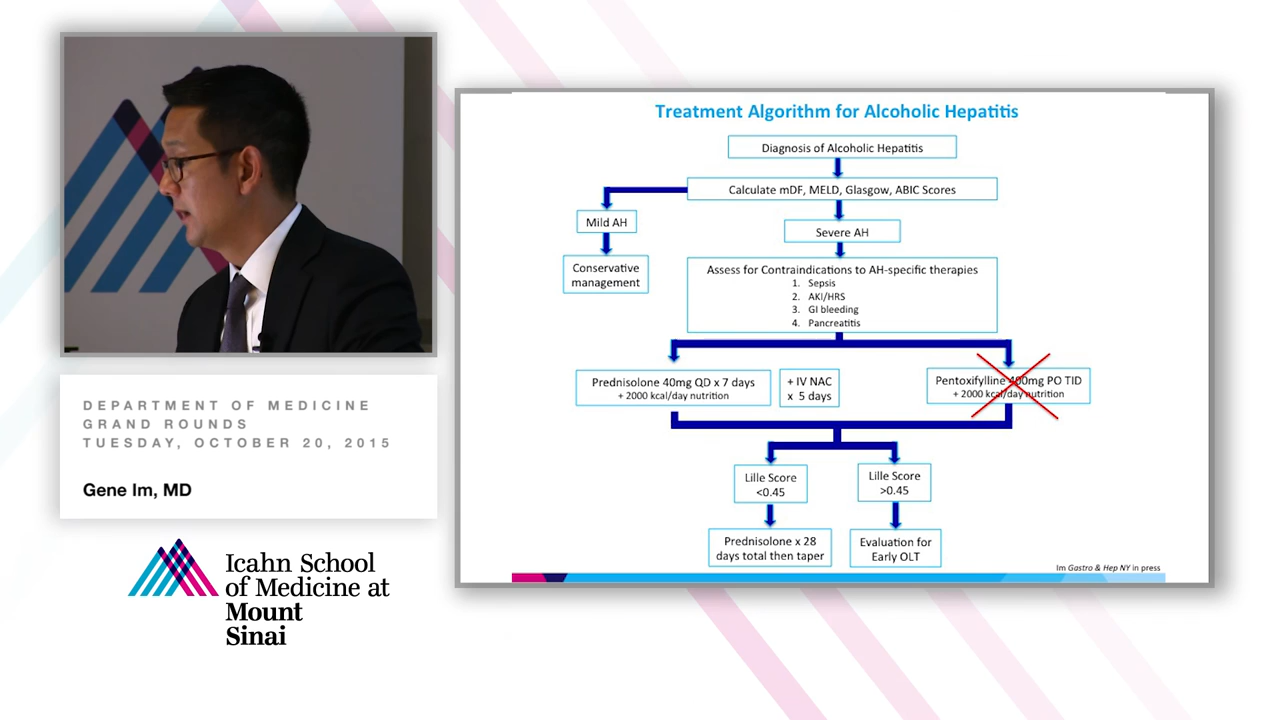 DEPARTMENT OF MEDICINE
GRAND ROUNDS
TUESDAY, OCTOBER 20, 2015
Gene Im, MD
Icahn School
of Medicine at
Mount
Sinai
Treatment Algorithm for Alcoholic Hepatitis
Diagnosis of Alcoholic Hepatitis
Calculate mDF, MELD, Glasgow, ABIC Scores
Mild AH
Severe AH
Conservative
management
Assess for Contraindications to AH-specific therapies
1. Sepsis
2. AKI/HRS
3. GI bleeding
4. Pancreatitis
Prednisolone 40mg QD x 7 days
+ 2000 kcal/day nutrition
+ IV NAC
x 5 days
Pentoxifylline 400mg PO TID
+ 2000 kcal/day nutrition
Lille Score
<0.45
Lille Score
>0.45
Prednisolone x 28
days total then taper
Evaluation for
Early OLT
Im Gastro & Hep NY in press